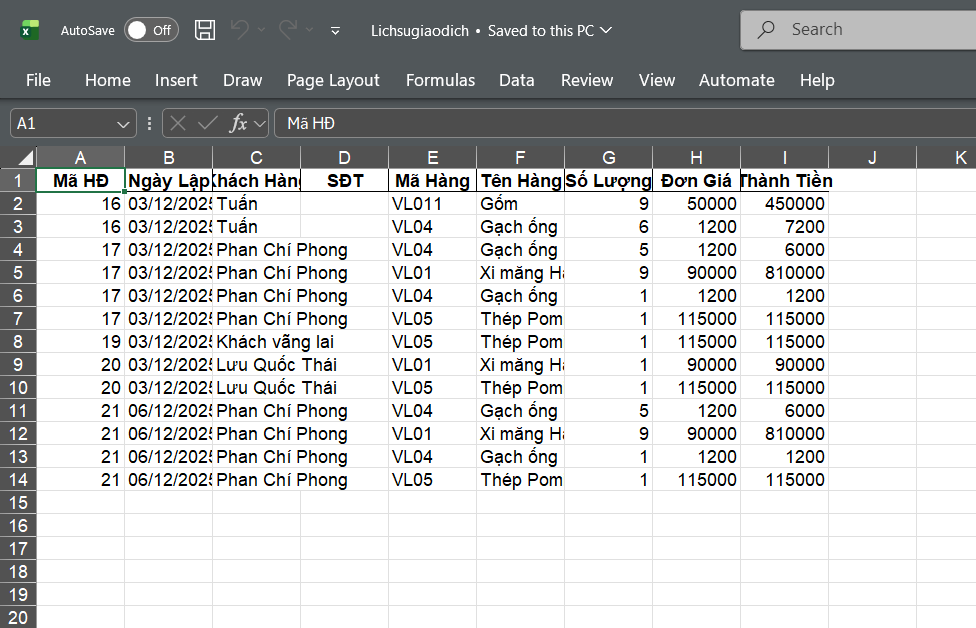 AutoSave Off Lichsugiaodich • Saved to this PC Search
File Home Insert Draw Page Layout Formulas Data Review View Automate Help
A1 fx Mã HĐ
A B C D E F G H I J K
1 Mã HĐ Ngày Lập Khách Hàng SĐT Mã Hàng Tên Hàng Số Lượng Đơn Giá Thành Tiền
2 16 03/12/2025 Tuấn VL011 Gốm 9 50000 450000
3 16 03/12/2025 Tuấn VL04 Gạch ống 6 1200 7200
4 17 03/12/2025 Phan Chí Phong VL04 Gạch ống 5 1200 6000
5 17 03/12/2025 Phan Chí Phong VL01 Xi măng Hà 9 90000 810000
6 17 03/12/2025 Phan Chí Phong VL04 Gạch ống 1 1200 1200
7 17 03/12/2025 Phan Chí Phong VL05 Thép Pom 1 115000 115000
8 19 03/12/2025 Khách vãng lai VL05 Thép Pom 1 115000 115000
9 20 03/12/2025 Lưu Quốc Thái VL01 Xi măng Hà 1 90000 90000
10 20 03/12/2025 Lưu Quốc Thái VL05 Thép Pom 1 115000 115000
11 21 06/12/2025 Phan Chí Phong VL04 Gạch ống 5 1200 6000
12 21 06/12/2025 Phan Chí Phong VL01 Xi măng Hà 9 90000 810000
13 21 06/12/2025 Phan Chí Phong VL04 Gạch ống 1 1200 1200
14 21 06/12/2025 Phan Chí Phong VL05 Thép Pom 1 115000 115000
15
16
17
18
19
20